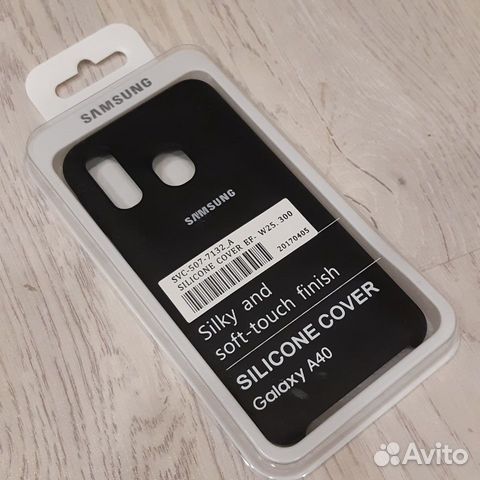 SAMSUNG
SAMSUNG
SVC-507-7132_A
SILICONE COVER EF- W25.300
20170405
Silky and
soft-touch finish
SILICONE COVER
Galaxy A40
Avito